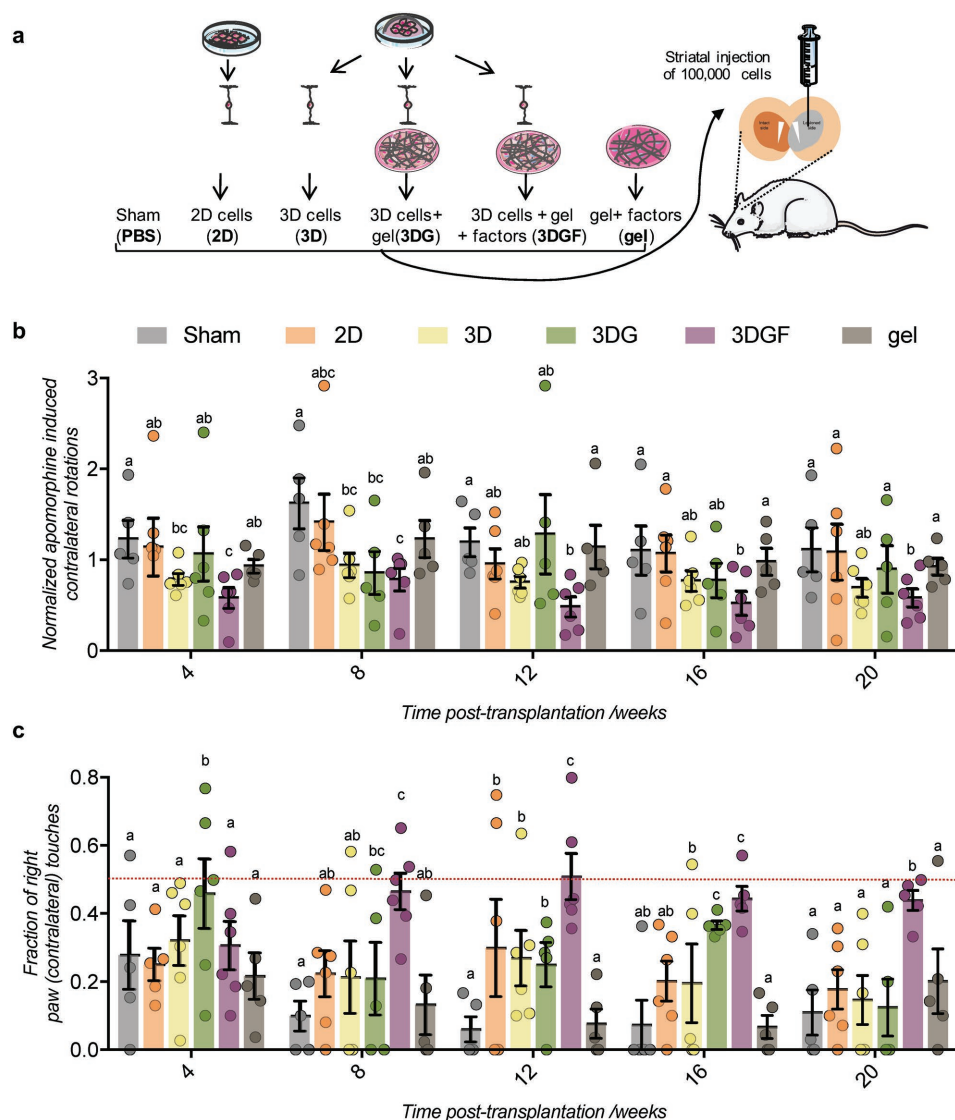 a
Striatal injection
of 100,000 cells
Intact
side
Lesioned
side
Sham
(PBS)
2D cells
(2D)
3D cells
(3D)
3D cells+
gel(3DG)
3D cells + gel
+ factors (3DGF)
gel+ factors
(gel)
b
Sham 2D 3D 3DG 3DGF gel
Normalized apomorphine induced
contralateral rotations
3
2
1
0
a ab bc ab c ab
a abc bc bc c ab
a ab b ab b a
a a ab ab b a
a a ab a b a
4 8 12 16 20
Time post-transplantation /weeks
c
Fraction of right
paw (contralateral) touches
0.8
0.6
0.4
0.2
0.0
a a a b a a
a ab ab bc c ab
a b b b c a
ab ab b c c a
a a a a b a
4 8 12 16 20
Time post-transplantation /weeks